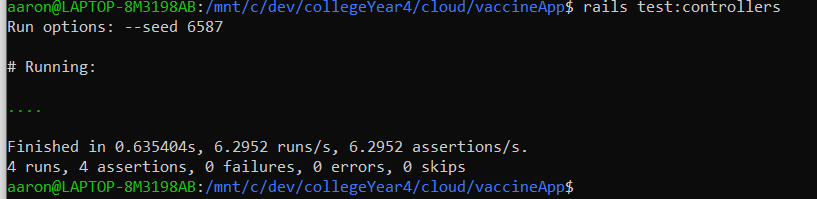 aaron@LAPTOP-8M3198AB:/mnt/c/dev/collegeYear4/cloud/vaccineApp$ rails test:controllers
Run options: --seed 6587
# Running:
....
Finished in 0.635404s, 6.2952 runs/s, 6.2952 assertions/s.
4 runs, 4 assertions, 0 failures, 0 errors, 0 skips
aaron@LAPTOP-8M3198AB:/mnt/c/dev/collegeYear4/cloud/vaccineApp$